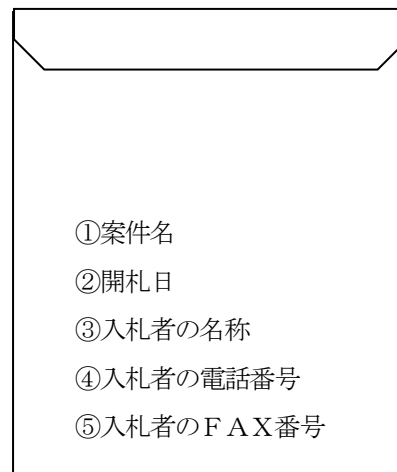 ①案件名
②開札日
③入札者の名称
④入札者の電話番号
⑤入札者のＦＡＸ番号